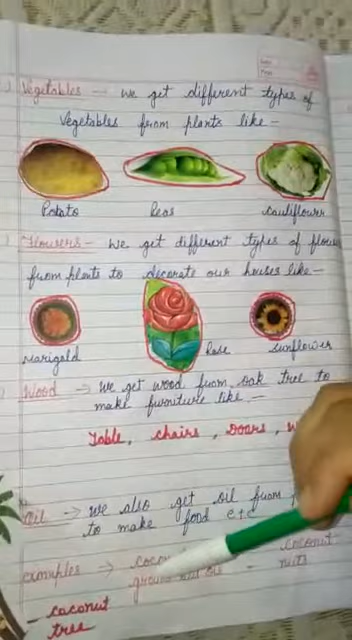 Vegetables - we get different types of
Vegetables from plants like -
Potato Peas Cauliflower
Flowers - we get different types of
from plants to decorate our houses like -
Marigold Rose Sunflower
Wood → we get wood from oak tree to
make furniture like -
Table, chairs, Doors,
Oil → we also get oil from
to make food etc
examples →
coconut
nuts
- coconut
tree